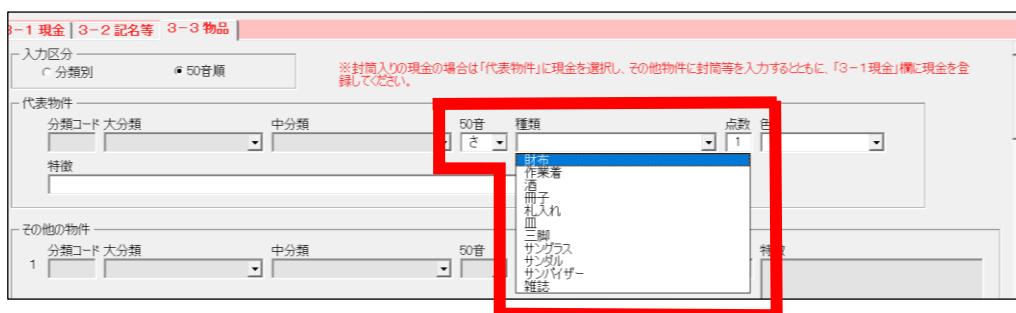 3-1 現金 3-2 記名等 3-3 物品
入力区分
分類別 50音順
※封筒入りの現金の場合は「代表物件」に現金を選択し、その他物件に封筒等を入力するとともに、「3-1現金」欄に現金を登
録してください。
代表物件
分類コード 大分類 中分類 50音 種類 点数 色
さ 1
特徴
財布
作業着
酒
冊子
札入れ
皿
三脚
サングラス
サンダル
サンバイザー
雑誌
その他の物件
分類コード 大分類 中分類 50音
1